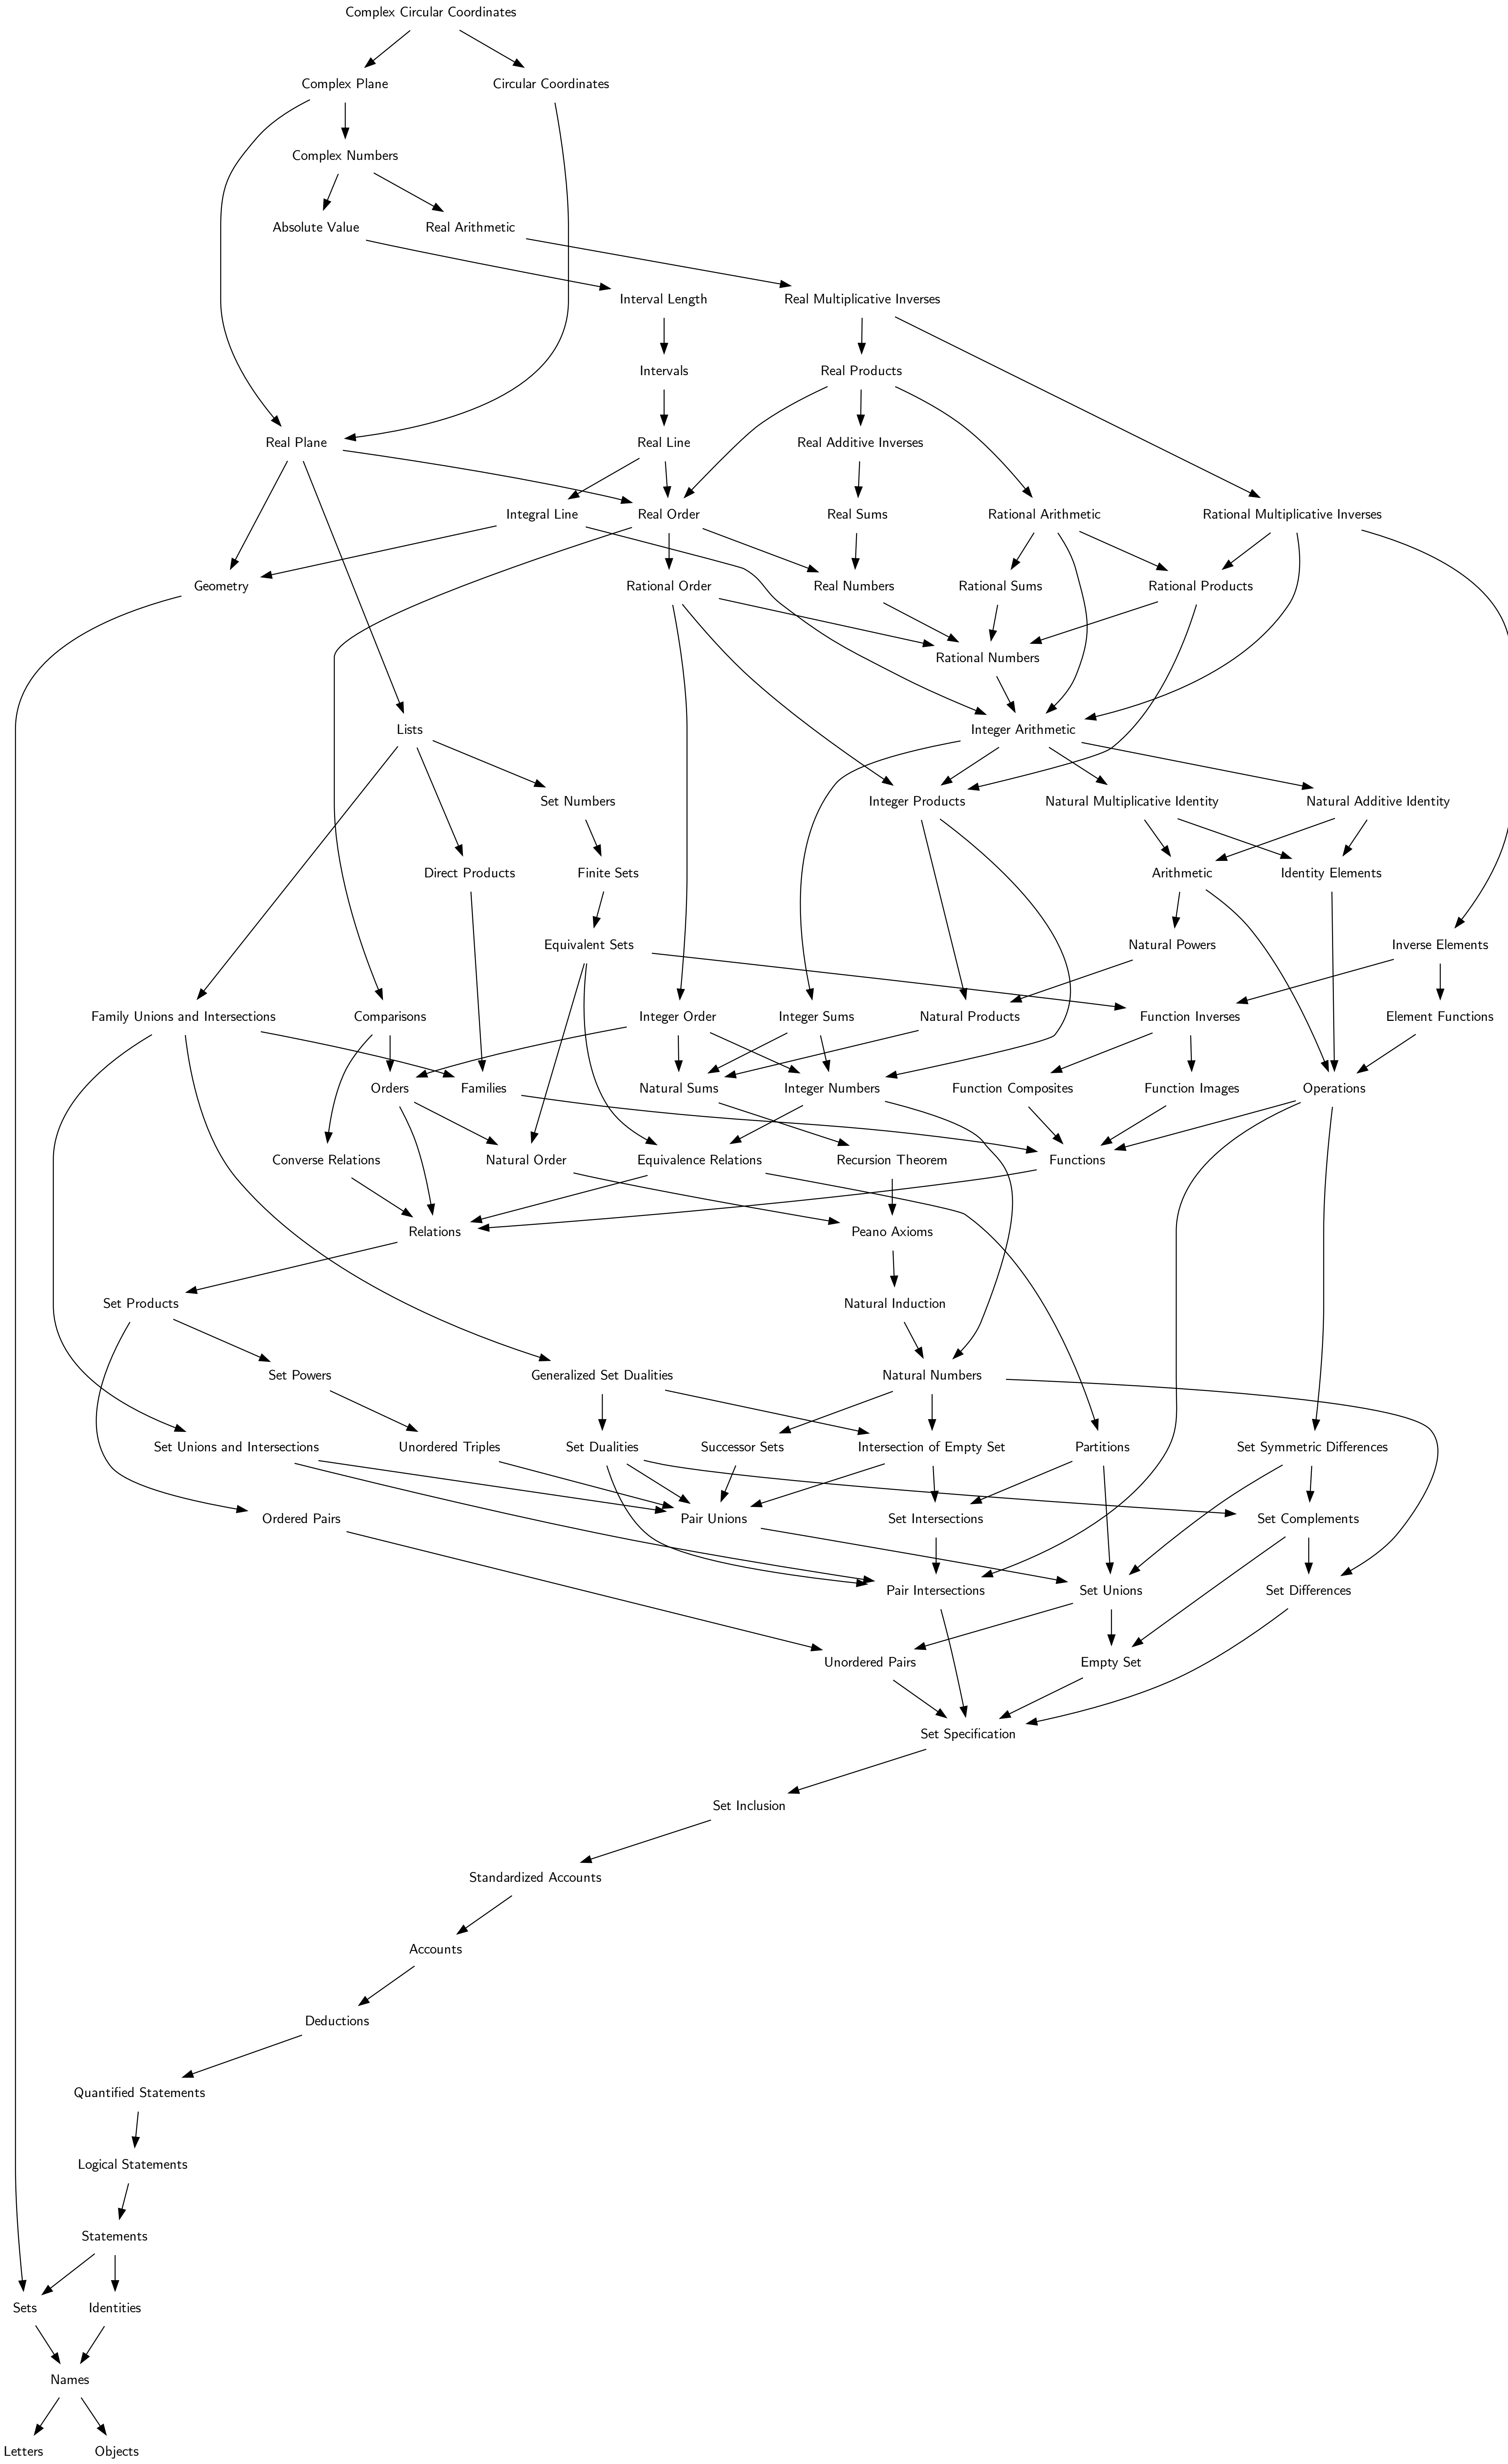 Complex Circular Coordinates
Complex Plane
Circular Coordinates
Complex Numbers
Absolute Value
Real Arithmetic
Interval Length
Real Multiplicative Inverses
Intervals
Real Products
Real Plane
Real Line
Real Additive Inverses
Integral Line
Real Order
Real Sums
Rational Arithmetic
Rational Multiplicative Inverses
Geometry
Rational Order
Real Numbers
Rational Sums
Rational Products
Rational Numbers
Lists
Integer Arithmetic
Set Numbers
Integer Products
Natural Multiplicative Identity
Natural Additive Identity
Direct Products
Finite Sets
Arithmetic
Identity Elements
Equivalent Sets
Natural Powers
Inverse Elements
Family Unions and Intersections
Comparisons
Integer Order
Integer Sums
Natural Products
Function Inverses
Element Functions
Orders
Families
Natural Sums
Integer Numbers
Function Composites
Function Images
Operations
Converse Relations
Natural Order
Equivalence Relations
Recursion Theorem
Functions
Relations
Peano Axioms
Set Products
Natural Induction
Set Powers
Generalized Set Dualities
Natural Numbers
Set Unions and Intersections
Unordered Triples
Set Dualities
Successor Sets
Intersection of Empty Set
Partitions
Set Symmetric Differences
Ordered Pairs
Pair Unions
Set Intersections
Set Complements
Pair Intersections
Set Unions
Set Differences
Unordered Pairs
Empty Set
Set Specification
Set Inclusion
Standardized Accounts
Accounts
Deductions
Quantified Statements
Logical Statements
Statements
Sets
Identities
Names
Letters
Objects